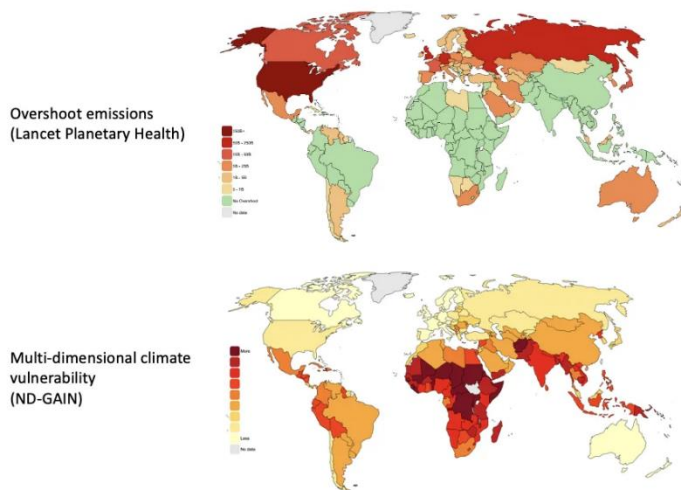 Overshoot emissions
(Lancet Planetary Health)
No Overshoot
No data
Multi-dimensional climate
vulnerability
(ND-GAIN)
More
Less
No data